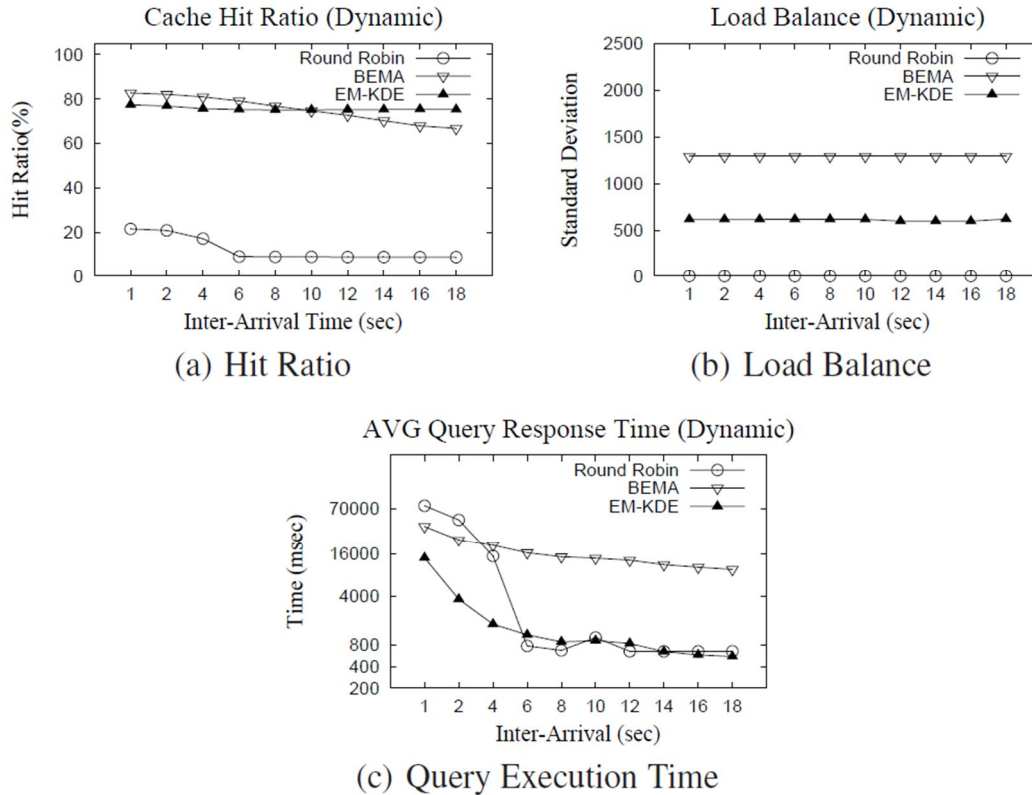 Cache Hit Ratio (Dynamic)
Round Robin
BEMA
EM-KDE
100
80
60
40
20
0
Hit Ratio(%)
1 2 4 6 8 10 12 14 16 18
Inter-Arrival Time (sec)
(a) Hit Ratio
Load Balance (Dynamic)
Round Robin
BEMA
EM-KDE
2500
2000
1500
1000
500
0
Standard Deviation
1 2 4 6 8 10 12 14 16 18
Inter-Arrival (sec)
(b) Load Balance
AVG Query Response Time (Dynamic)
Round Robin
BEMA
EM-KDE
70000
16000
4000
800
400
200
Time (msec)
1 2 4 6 8 10 12 14 16 18
Inter-Arrival (sec)
(c) Query Execution Time